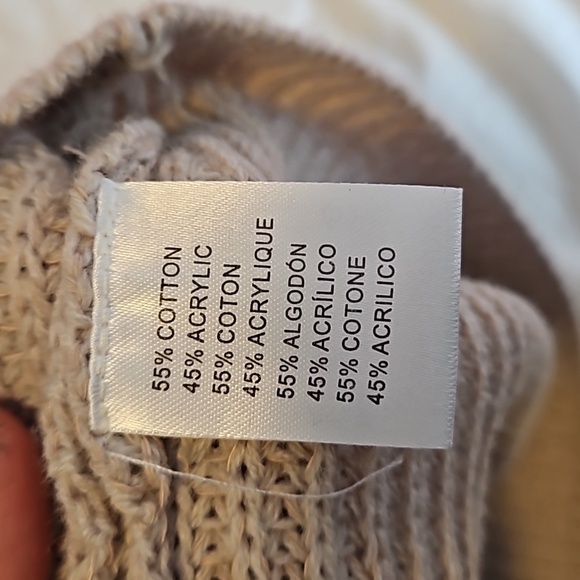 55% COTTON
45% ACRYLIC
55% COTON
45% ACRYLIQUE
55% ALGODÓN
45% ACRÍLICO
55% COTONE
45% ACRILICO